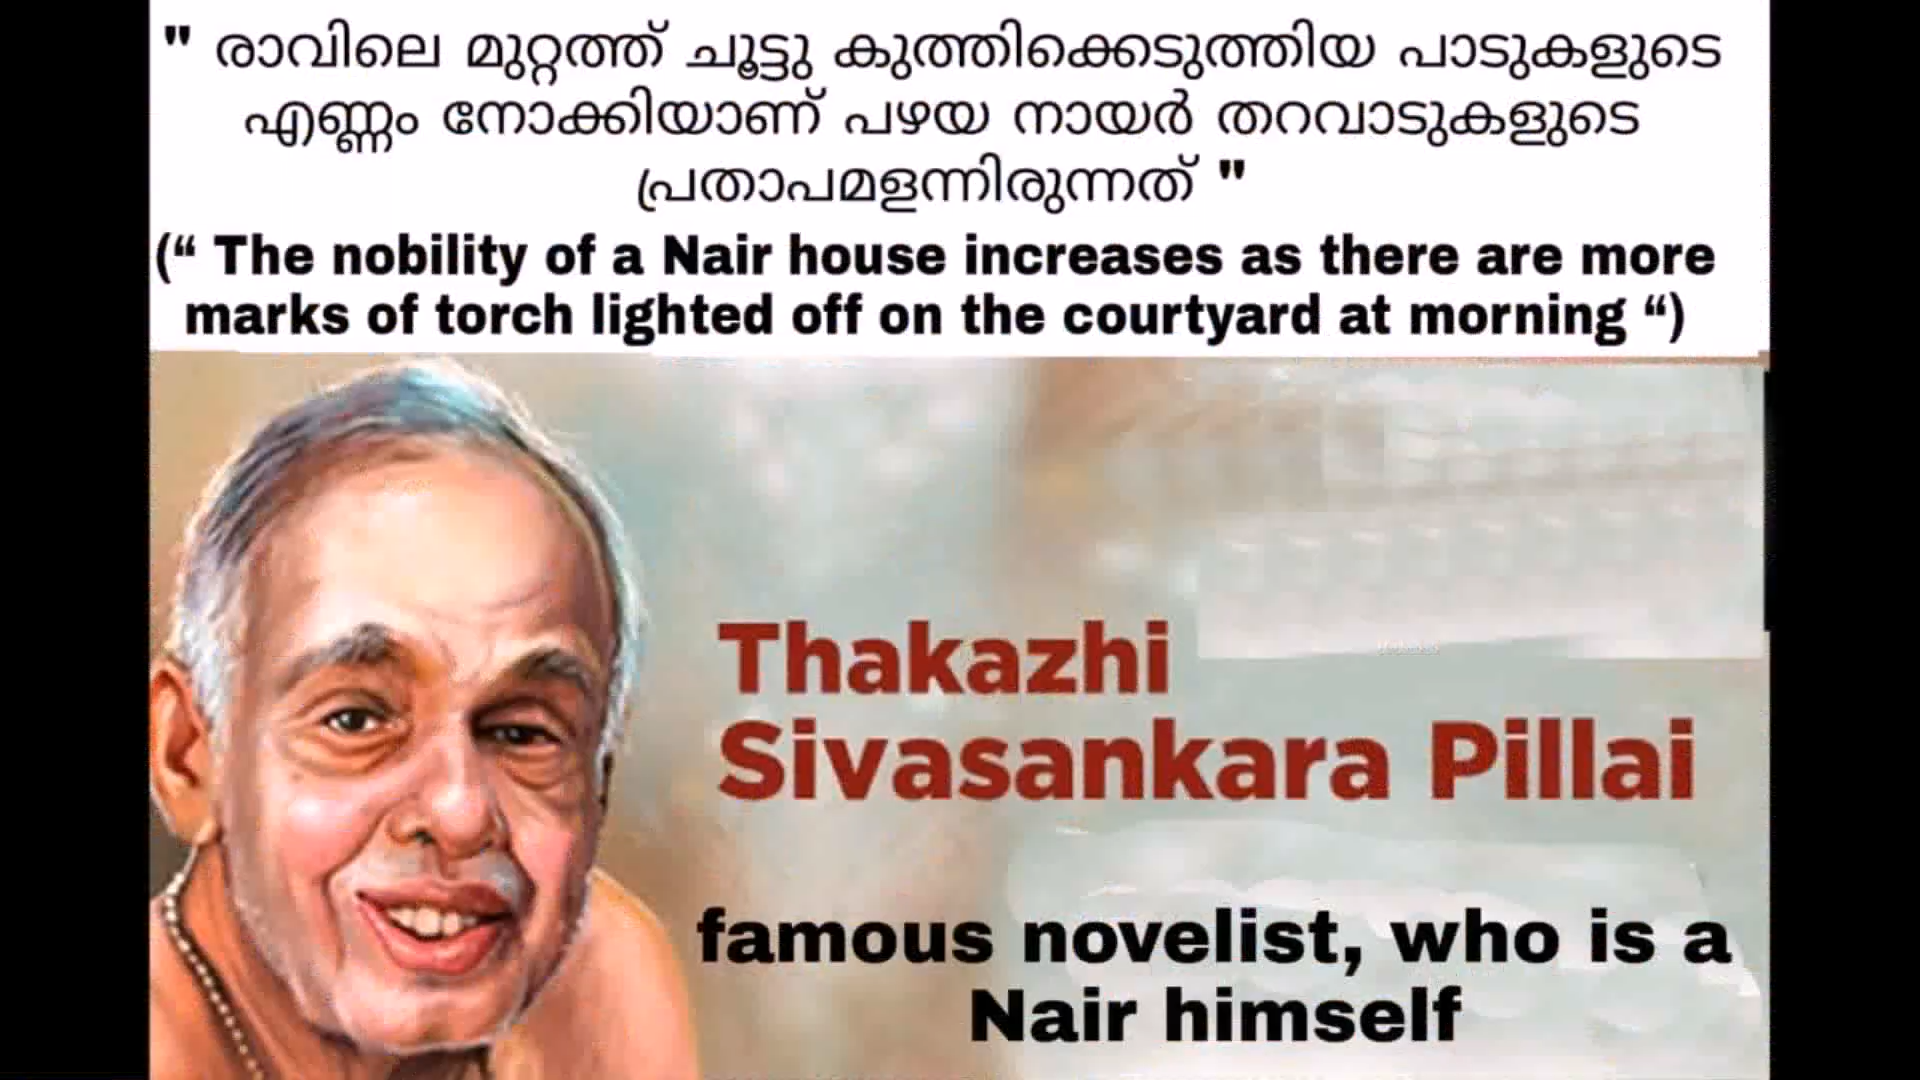 " രാവിലെ മുറ്റത്ത് ചൂട്ടു കുത്തിക്കെടുത്തിയ പാടുകളുടെ
എണ്ണം നോക്കിയാണ് പഴയ നായർ തറവാടുകളുടെ
പ്രതാപമളന്നിരുന്നത് "
(“ The nobility of a Nair house increases as there are more
marks of torch lighted off on the courtyard at morning “)
Thakazhi
Sivasankara Pillai
famous novelist, who is a
Nair himself